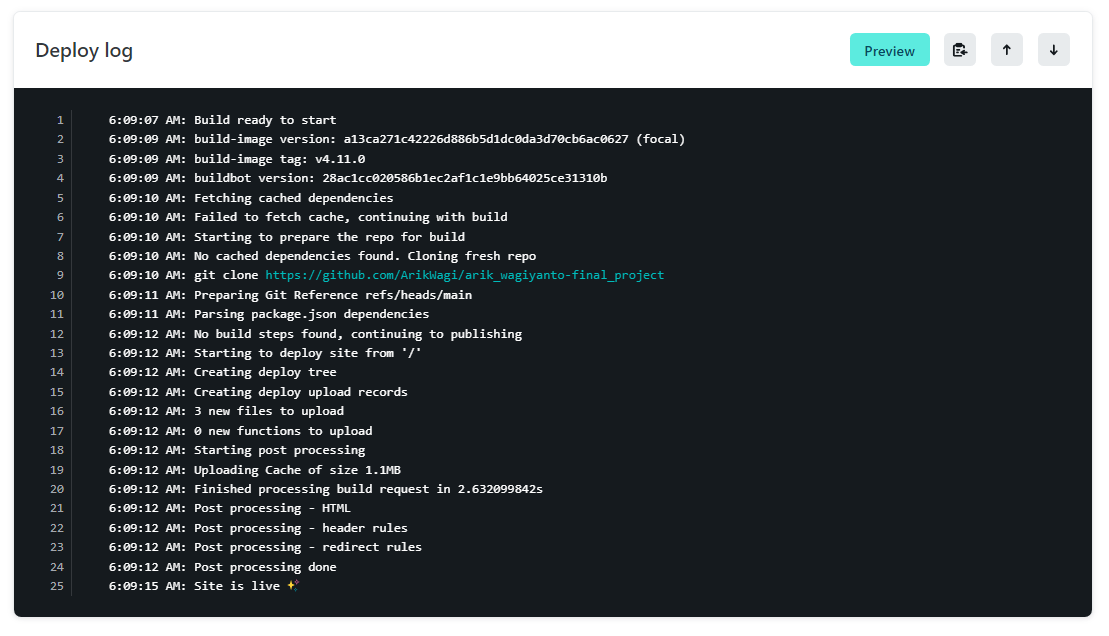 Deploy log
Preview
1 6:09:07 AM: Build ready to start
2 6:09:09 AM: build-image version: a13ca271c42226d886b5d1dc0da3d70cb6ac0627 (focal)
3 6:09:09 AM: build-image tag: v4.11.0
4 6:09:09 AM: buildbot version: 28ac1cc020586b1ec2af1c1e9bb64025ce31310b
5 6:09:10 AM: Fetching cached dependencies
6 6:09:10 AM: Failed to fetch cache, continuing with build
7 6:09:10 AM: Starting to prepare the repo for build
8 6:09:10 AM: No cached dependencies found. Cloning fresh repo
9 6:09:10 AM: git clone https://github.com/ArikWagi/arik_wagiyanto-final_project
10 6:09:11 AM: Preparing Git Reference refs/heads/main
11 6:09:11 AM: Parsing package.json dependencies
12 6:09:12 AM: No build steps found, continuing to publishing
13 6:09:12 AM: Starting to deploy site from '/'
14 6:09:12 AM: Creating deploy tree
15 6:09:12 AM: Creating deploy upload records
16 6:09:12 AM: 3 new files to upload
17 6:09:12 AM: 0 new functions to upload
18 6:09:12 AM: Starting post processing
19 6:09:12 AM: Uploading Cache of size 1.1MB
20 6:09:12 AM: Finished processing build request in 2.632099842s
21 6:09:12 AM: Post processing - HTML
22 6:09:12 AM: Post processing - header rules
23 6:09:12 AM: Post processing - redirect rules
24 6:09:12 AM: Post processing done
25 6:09:15 AM: Site is live ✨